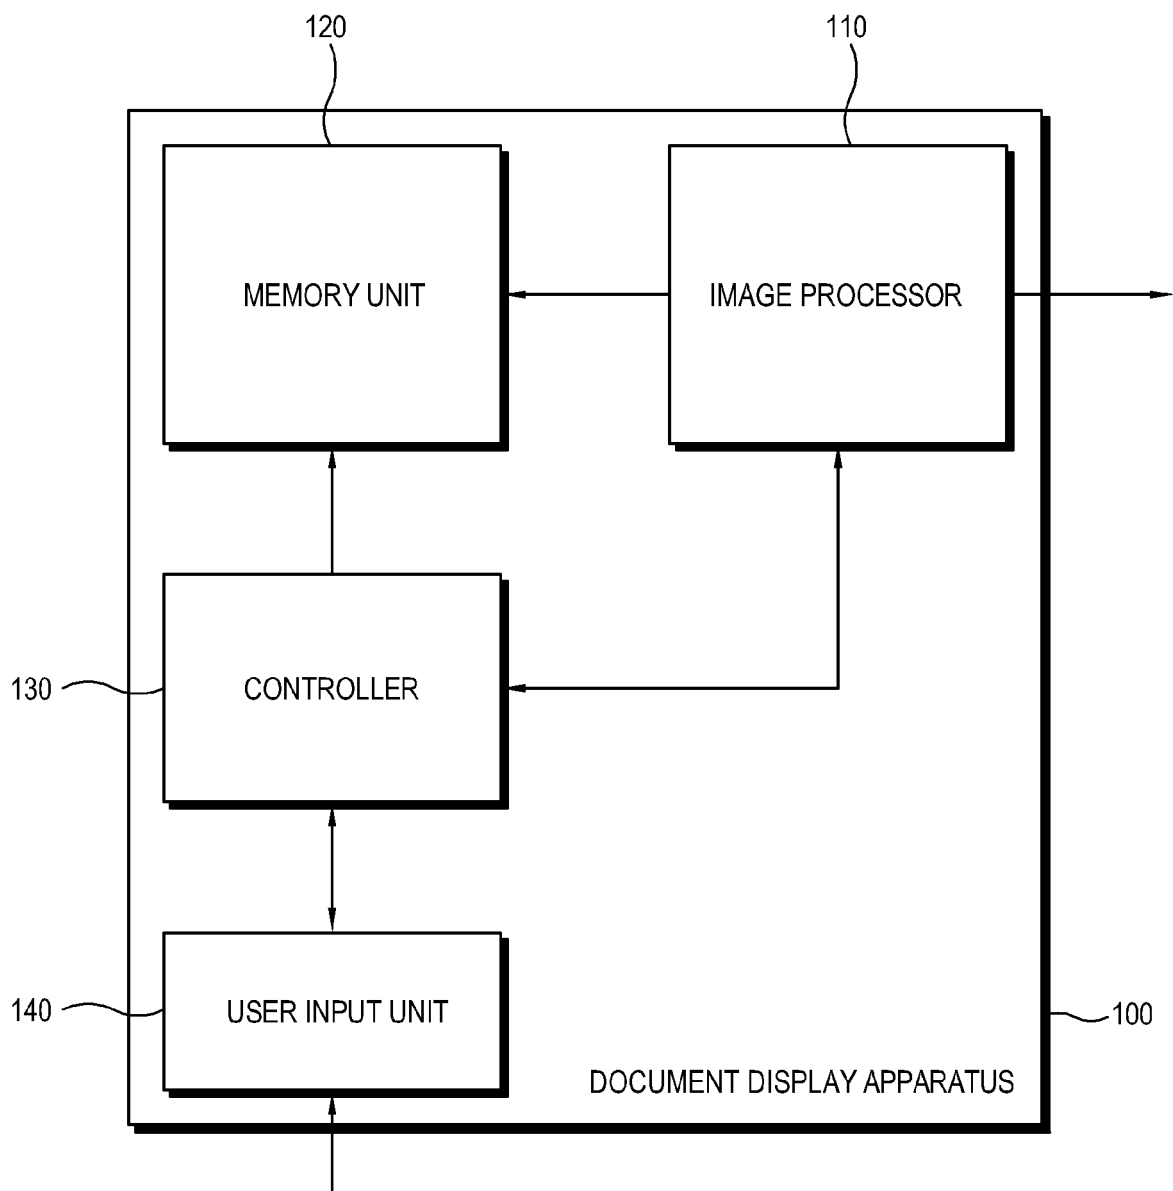 120
110
MEMORY UNIT
IMAGE PROCESSOR
130
CONTROLLER
140
USER INPUT UNIT
100
DOCUMENT DISPLAY APPARATUS